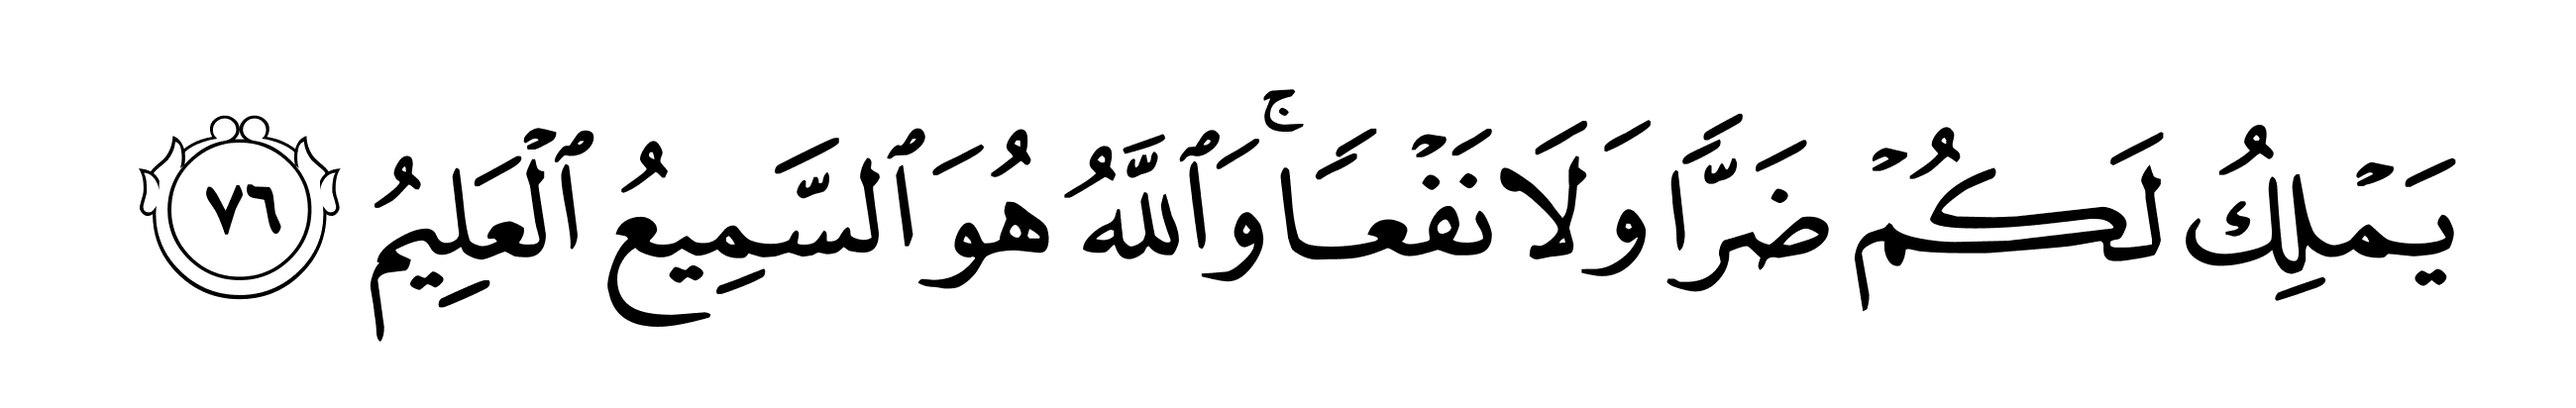 يَمۡلِكُ لَكُمۡ ضَرّٗا وَلَا نَفۡعٗاۚ وَٱللَّهُ هُوَ ٱلسَّمِيعُ ٱلۡعَلِيمُ ٧٦